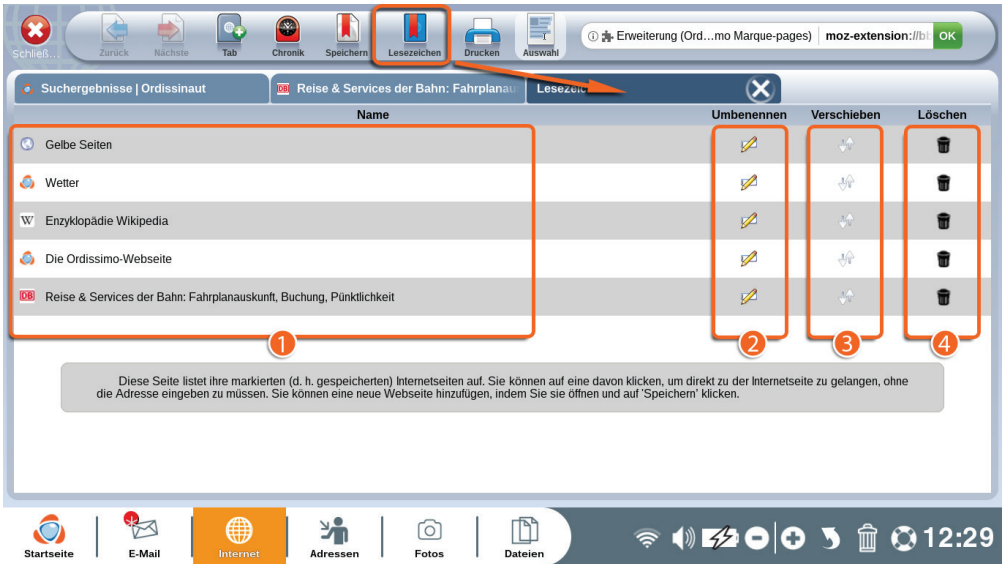 Schließ...
Zurück
Nächste
Tab
Chronik
Speichern
Lesezeichen
Drucken
Auswahl
Erweiterung (Ord…mo Marque-pages)
moz-extension://bl
OK
Suchergebnisse | Ordissinaut
DB Reise & Services der Bahn: Fahrplanau
Lesezei
Name
Umbenennen
Verschieben
Löschen
Gelbe Seiten
Wetter
W Enzyklopädie Wikipedia
Die Ordissimo-Webseite
DB Reise & Services der Bahn: Fahrplanauskunft, Buchung, Pünktlichkeit
1
2
3
4
Diese Seite listet ihre markierten (d. h. gespeicherten) Internetseiten auf. Sie können auf eine davon klicken, um direkt zu der Internetseite zu gelangen, ohne
die Adresse eingeben zu müssen. Sie können eine neue Webseite hinzufügen, indem Sie sie öffnen und auf 'Speichern' klicken.
Startseite
E-Mail
Internet
Adressen
Fotos
Dateien
12:29